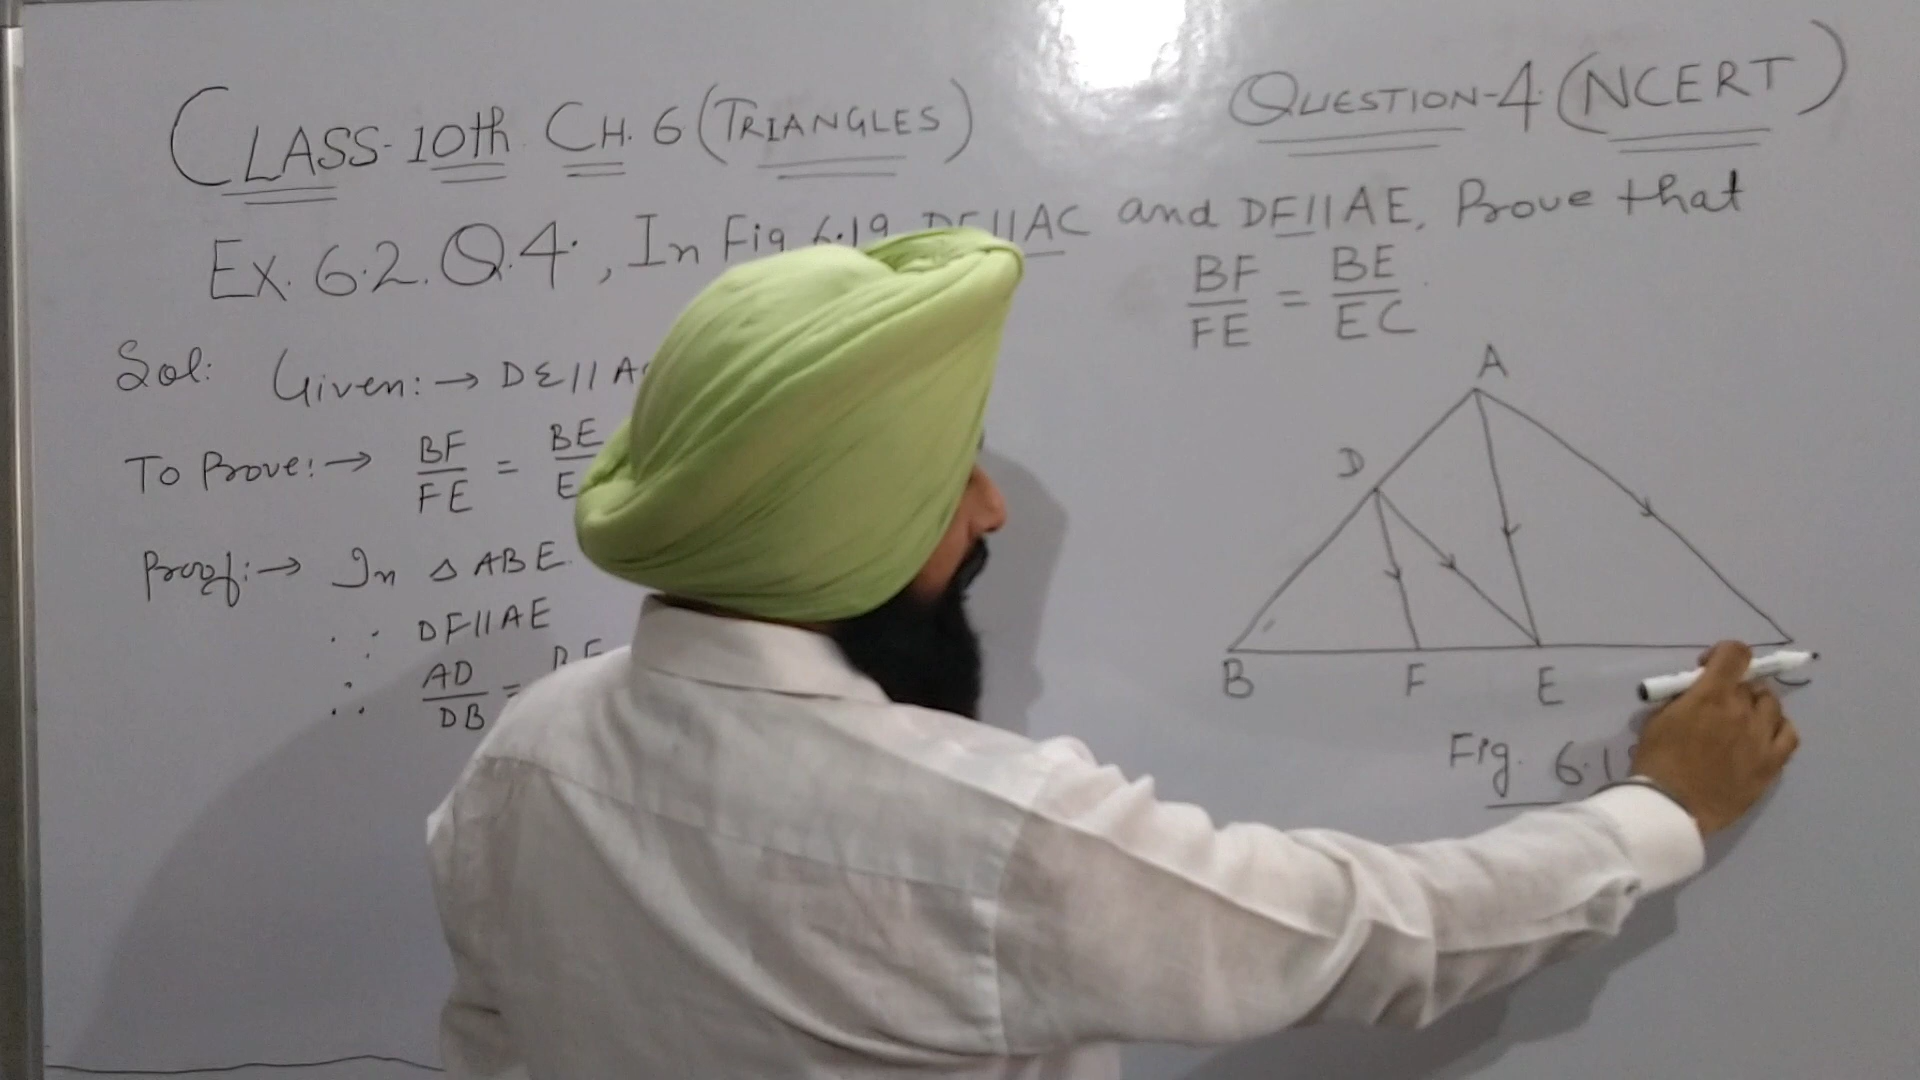 (CLASS-10th CH. 6 (TRIANGLES)
QUESTION-4. (NCERT)
Ex. 6.2. Q.4., In Fig 6.19 DE||AC and DF||AE, Prove that
BF/FE = BE/EC.
Sol: Given:→ DE||A
To Prove:→ BF/FE = BE/E
Proof:→ In △ ABE
∵ DF||AE
∴ AD/DB =
A
D
B F E
Fig. 6.1